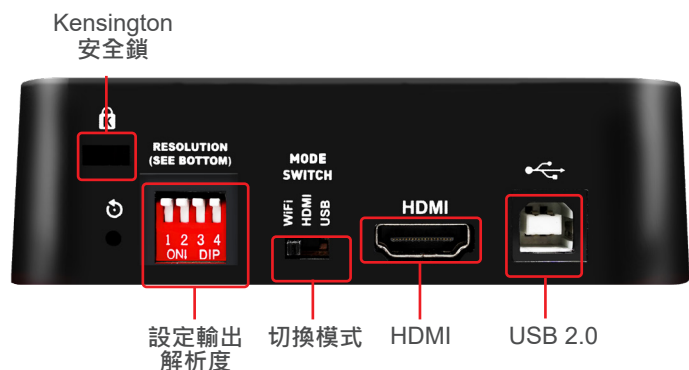 Kensington
安全鎖
RESOLUTION
(SEE BOTTOM)
MODE
SWITCH
WiFi
HDMI
USB
HDMI
1 2 3 4
ON↓ DIP
設定輸出
解析度
切換模式
HDMI
USB 2.0